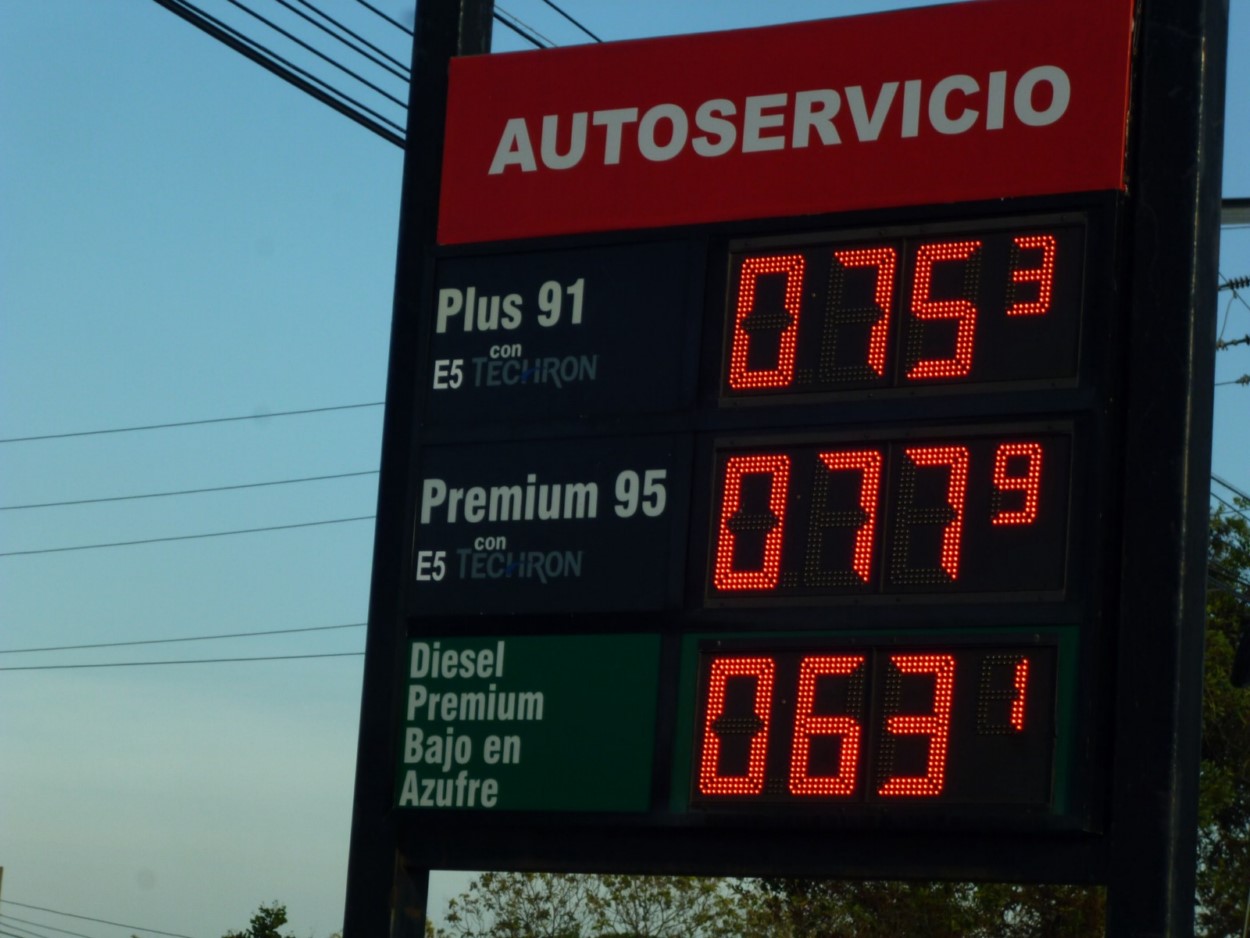 AUTOSERVICIO
Plus 91
con
E5 TECHRON
0753
Premium 95
con
E5 TECHRON
0779
Diesel
Premium
Bajo en
Azufre
0631